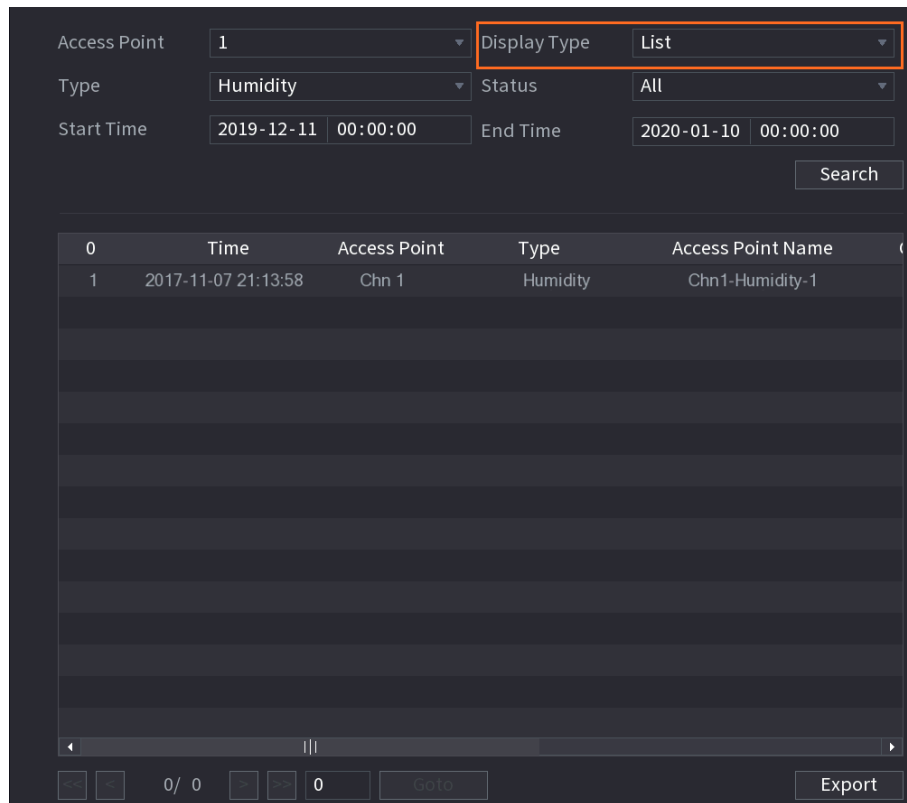 Access Point 1 Display Type List
Type Humidity Status All
Start Time 2019-12-11 00:00:00 End Time 2020-01-10 00:00:00
Search
0 Time Access Point Type Access Point Name
1 2017-11-07 21:13:58 Chn 1 Humidity Chn1-Humidity-1
<< < 0/ 0 > >> 0 Goto Export